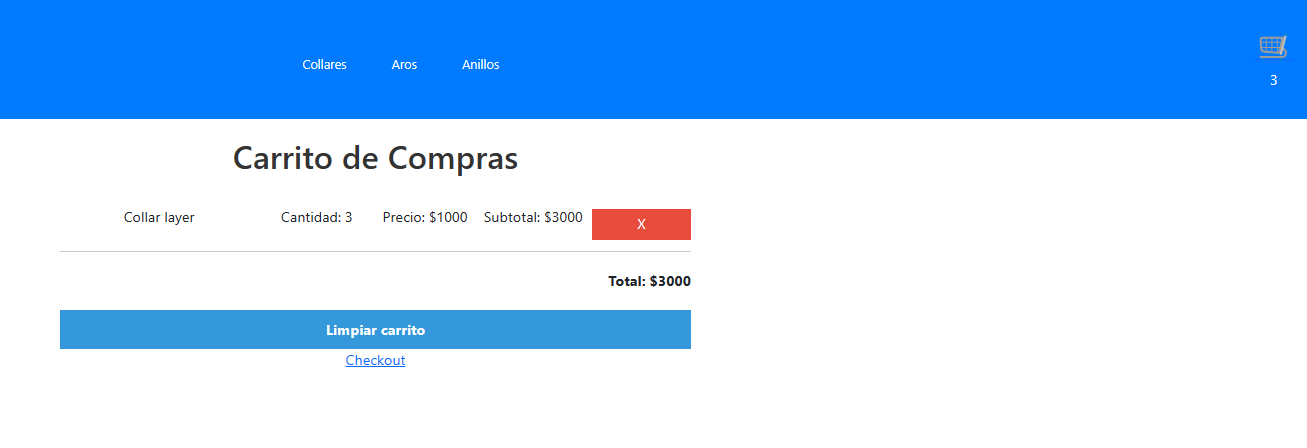 Collares Aros Anillos
3
Carrito de Compras
Collar layer Cantidad: 3 Precio: $1000 Subtotal: $3000 X
Total: $3000
Limpiar carrito
Checkout